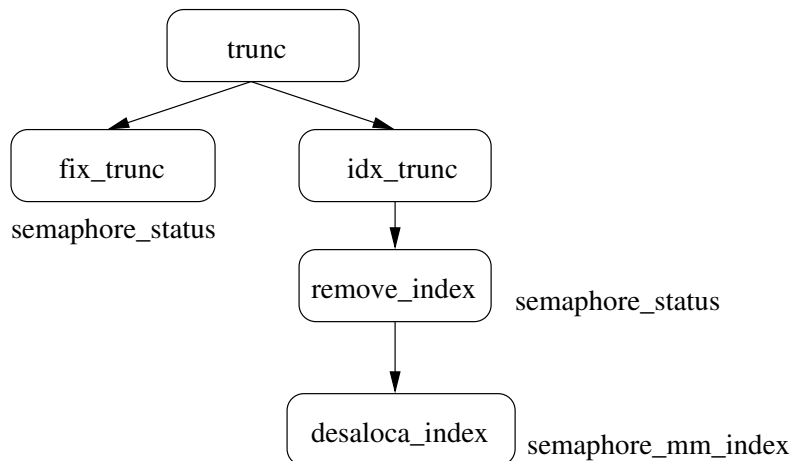 trunc
fix_trunc
idx_trunc
semaphore_status
remove_index
semaphore_status
desaloca_index
semaphore_mm_index